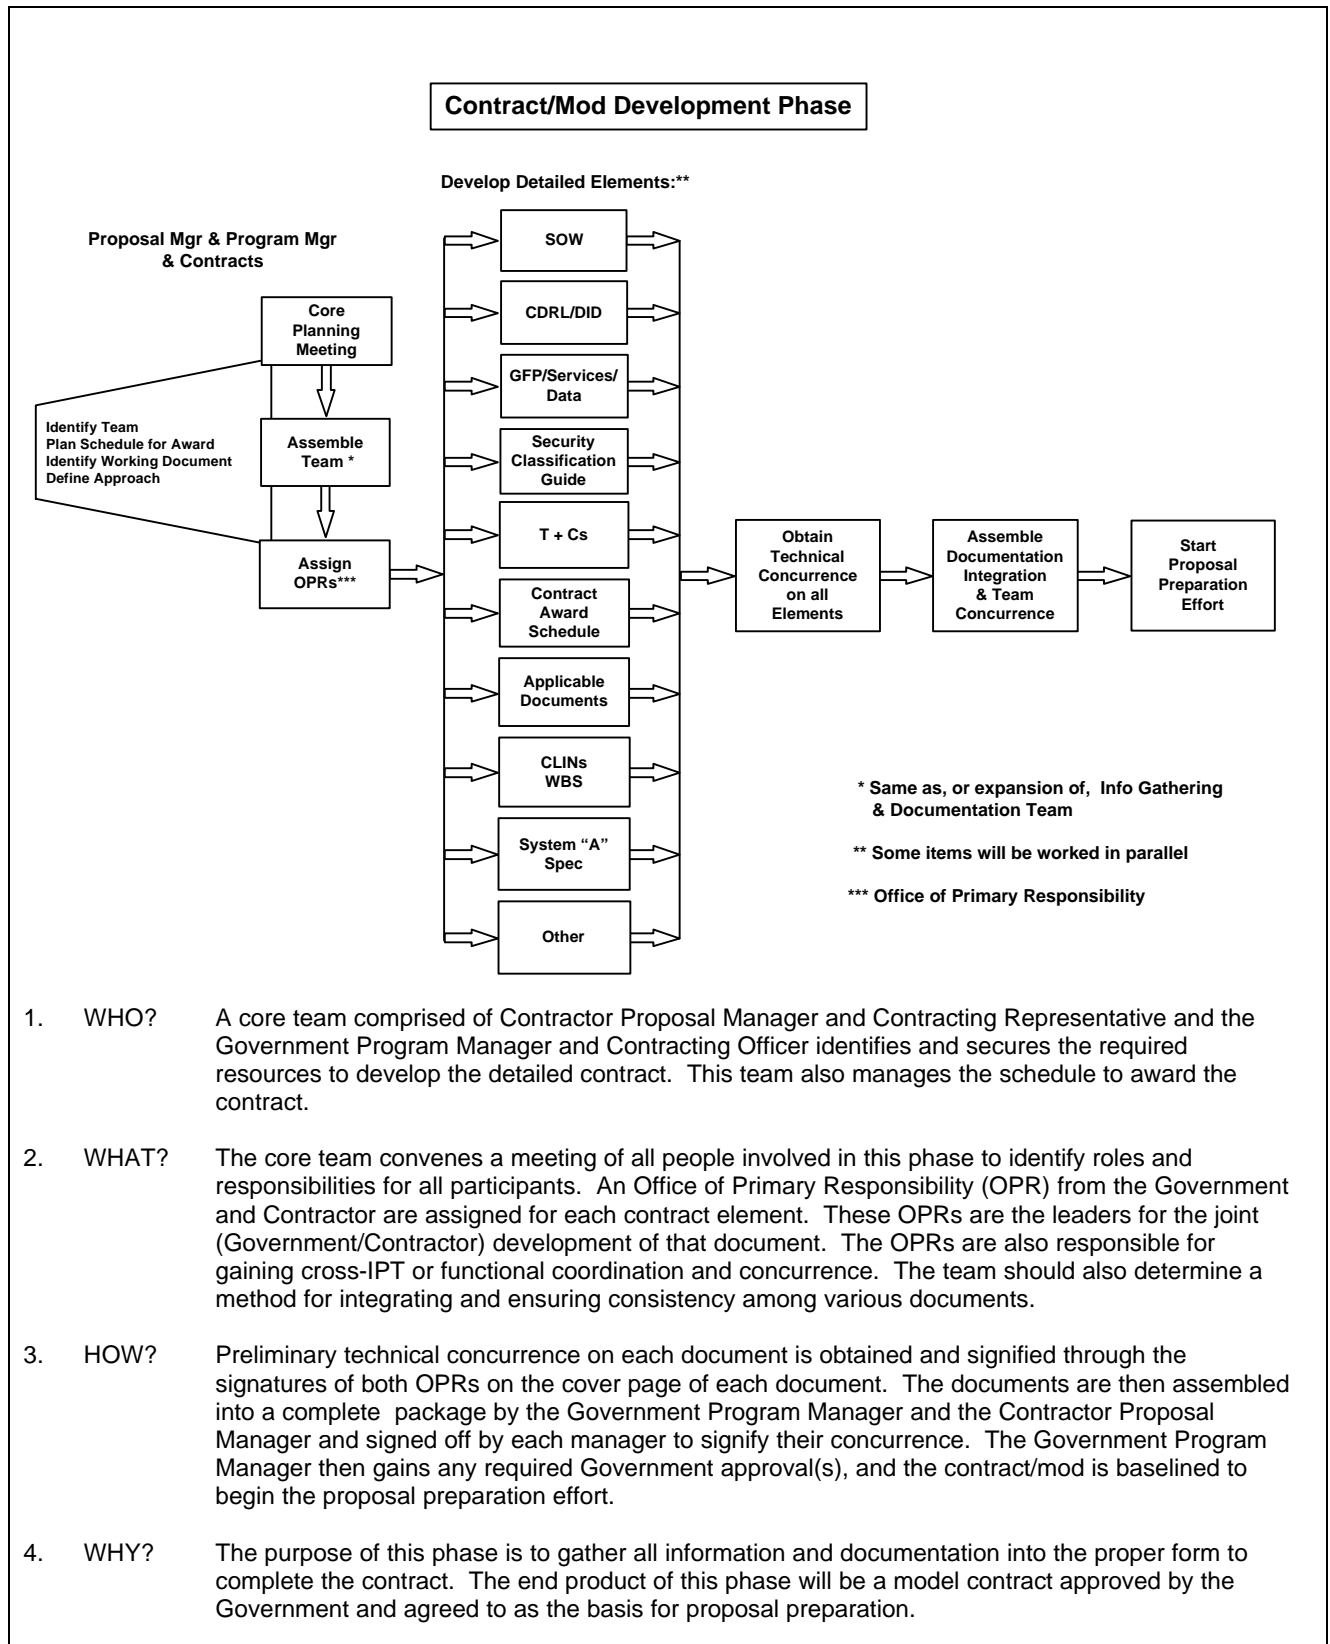 Contract/Mod Development Phase
Develop Detailed Elements:**
Proposal Mgr & Program Mgr
& Contracts
Core
Planning
Meeting
Identify Team
Plan Schedule for Award
Identify Working Document
Define Approach
Assemble
Team *
Assign
OPRs***
SOW
CDRL/DID
GFP/Services/
Data
Security
Classification
Guide
T + Cs
Contract
Award
Schedule
Applicable
Documents
CLINs
WBS
System “A”
Spec
Other
Obtain
Technical
Concurrence
on all
Elements
Assemble
Documentation
Integration
& Team
Concurrence
Start
Proposal
Preparation
Effort
* Same as, or expansion of, Info Gathering
& Documentation Team
** Some items will be worked in parallel
*** Office of Primary Responsibility
1. WHO? A core team comprised of Contractor Proposal Manager and Contracting Representative and the
Government Program Manager and Contracting Officer identifies and secures the required
resources to develop the detailed contract. This team also manages the schedule to award the
contract.
2. WHAT? The core team convenes a meeting of all people involved in this phase to identify roles and
responsibilities for all participants. An Office of Primary Responsibility (OPR) from the Government
and Contractor are assigned for each contract element. These OPRs are the leaders for the joint
(Government/Contractor) development of that document. The OPRs are also responsible for
gaining cross-IPT or functional coordination and concurrence. The team should also determine a
method for integrating and ensuring consistency among various documents.
3. HOW? Preliminary technical concurrence on each document is obtained and signified through the
signatures of both OPRs on the cover page of each document. The documents are then assembled
into a complete package by the Government Program Manager and the Contractor Proposal
Manager and signed off by each manager to signify their concurrence. The Government Program
Manager then gains any required Government approval(s), and the contract/mod is baselined to
begin the proposal preparation effort.
4. WHY? The purpose of this phase is to gather all information and documentation into the proper form to
complete the contract. The end product of this phase will be a model contract approved by the
Government and agreed to as the basis for proposal preparation.